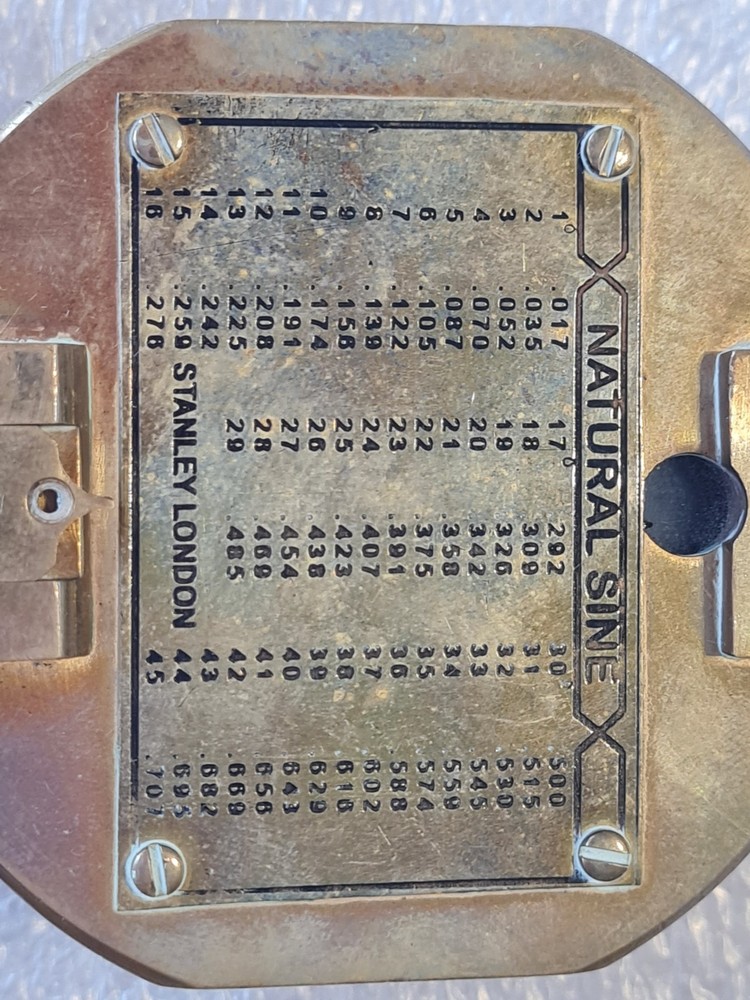 NATURAL SINE
1° .017 17° .292 30° .500
2 .035 18 .309 31 .515
3 .052 19 .326 32 .530
4 .070 20 .342 33 .545
5 .087 21 .358 34 .559
6 .105 22 .375 35 .574
7 .122 23 .391 36 .588
8 .139 24 .407 37 .602
9 .156 25 .423 38 .616
10 .174 26 .438 39 .629
11 .191 27 .454 40 .643
12 .208 28 .469 41 .656
13 .225 29 .485 42 .669
14 .242 43 .682
15 .259 STANLEY LONDON 44 .695
16 .276 45 .707